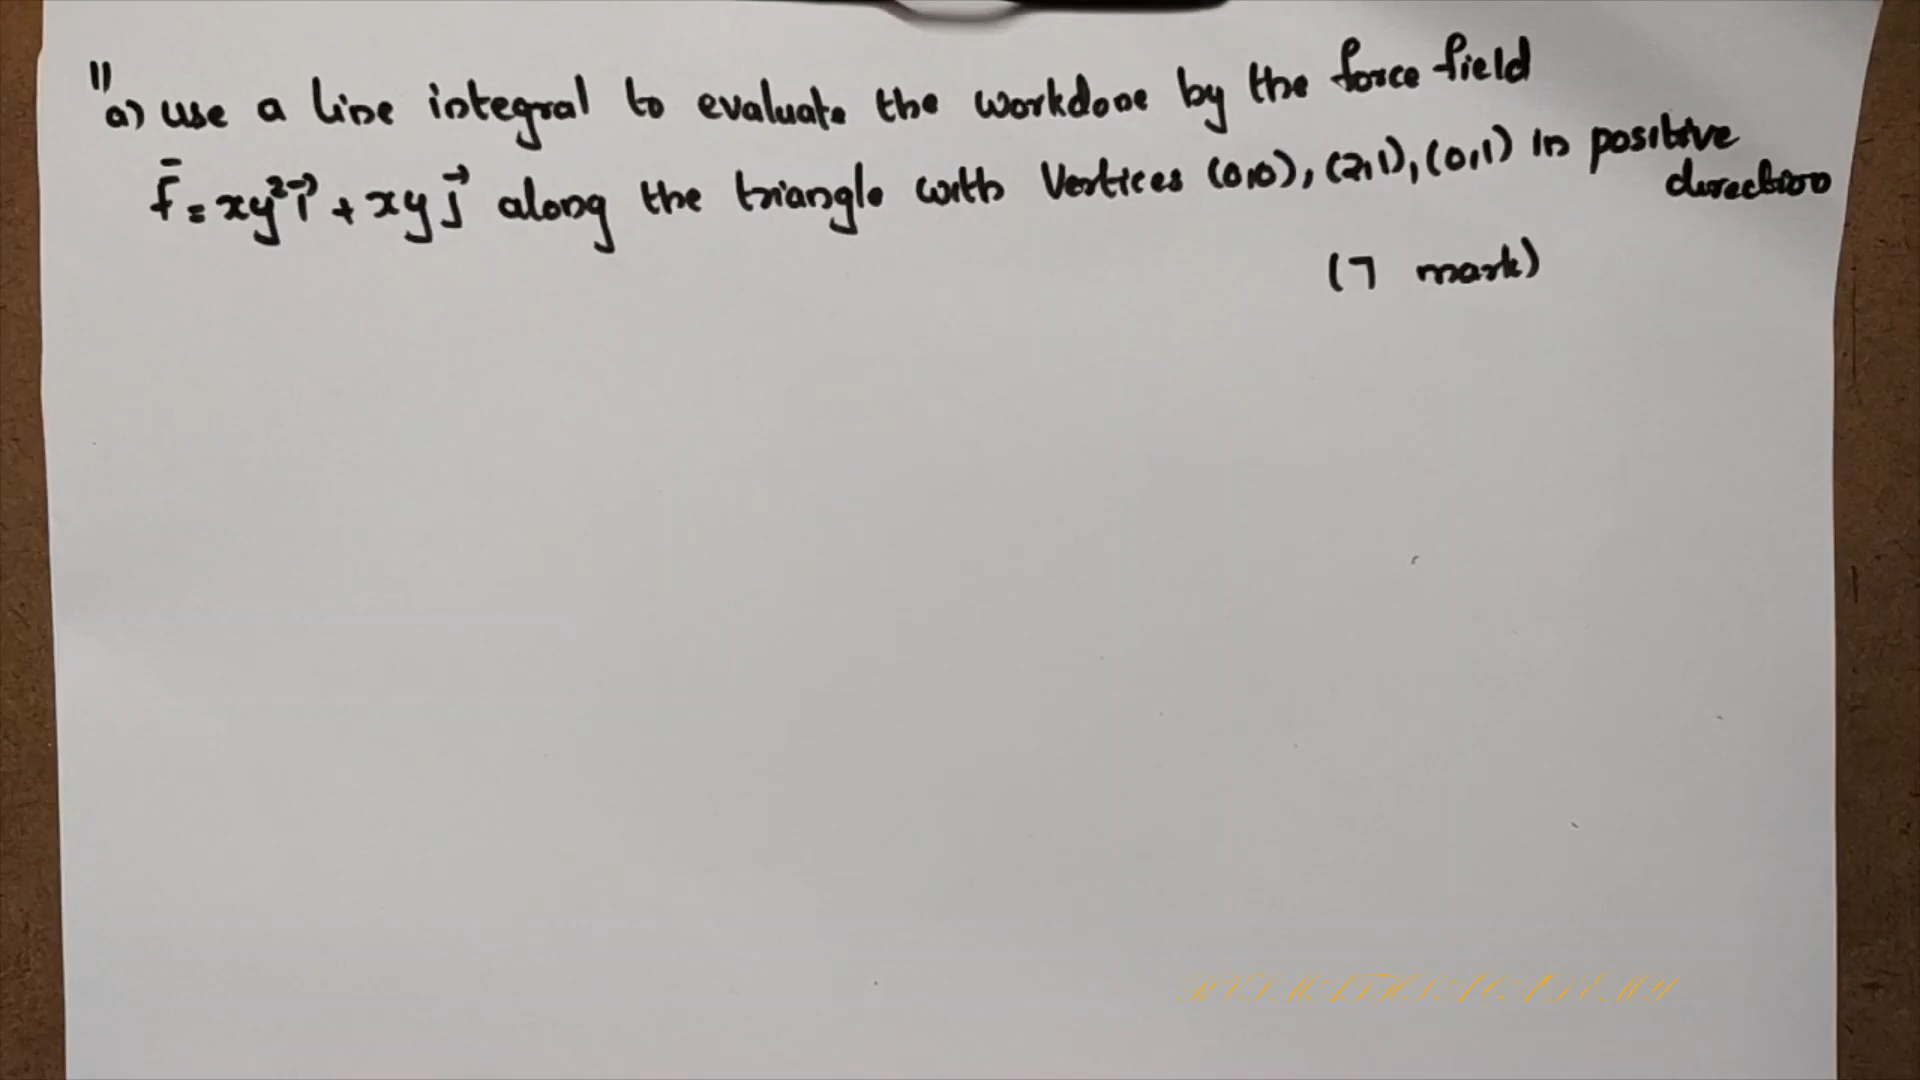 11
a) use a line integral to evaluate the workdone by the force field
f̄ = xy²i⃗ + xyj⃗ along the triangle with Vertices (0,0), (2,1), (0,1) in positive
direction
(7 mark)
RVSMATHSACADEMY